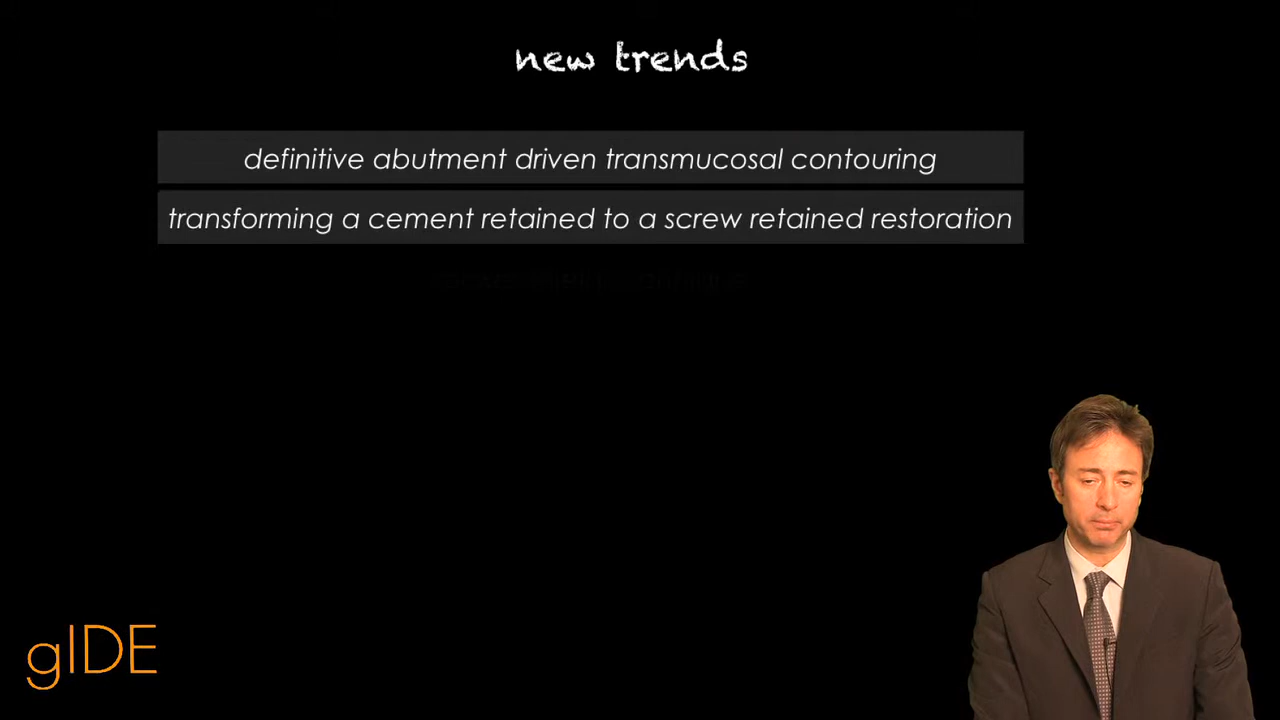 new trends
definitive abutment driven transmucosal contouring
transforming a cement retained to a screw retained restoration
gIDE